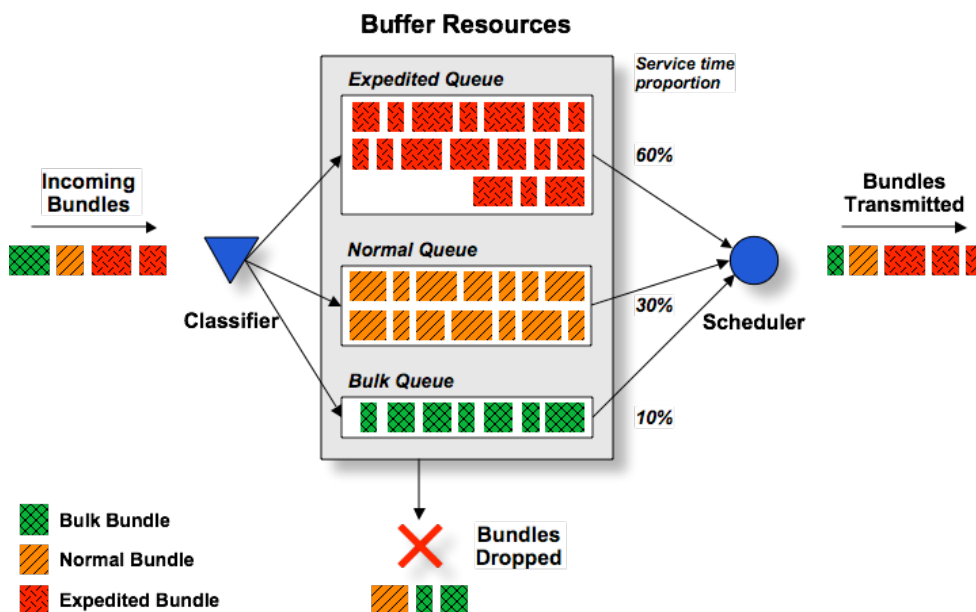 Buffer Resources
Service time
proportion
Expedited Queue
60%
Incoming
Bundles
Bundles
Transmitted
Normal Queue
Classifier
30%
Scheduler
Bulk Queue
10%
Bulk Bundle
Normal Bundle
Expedited Bundle
Bundles
Dropped